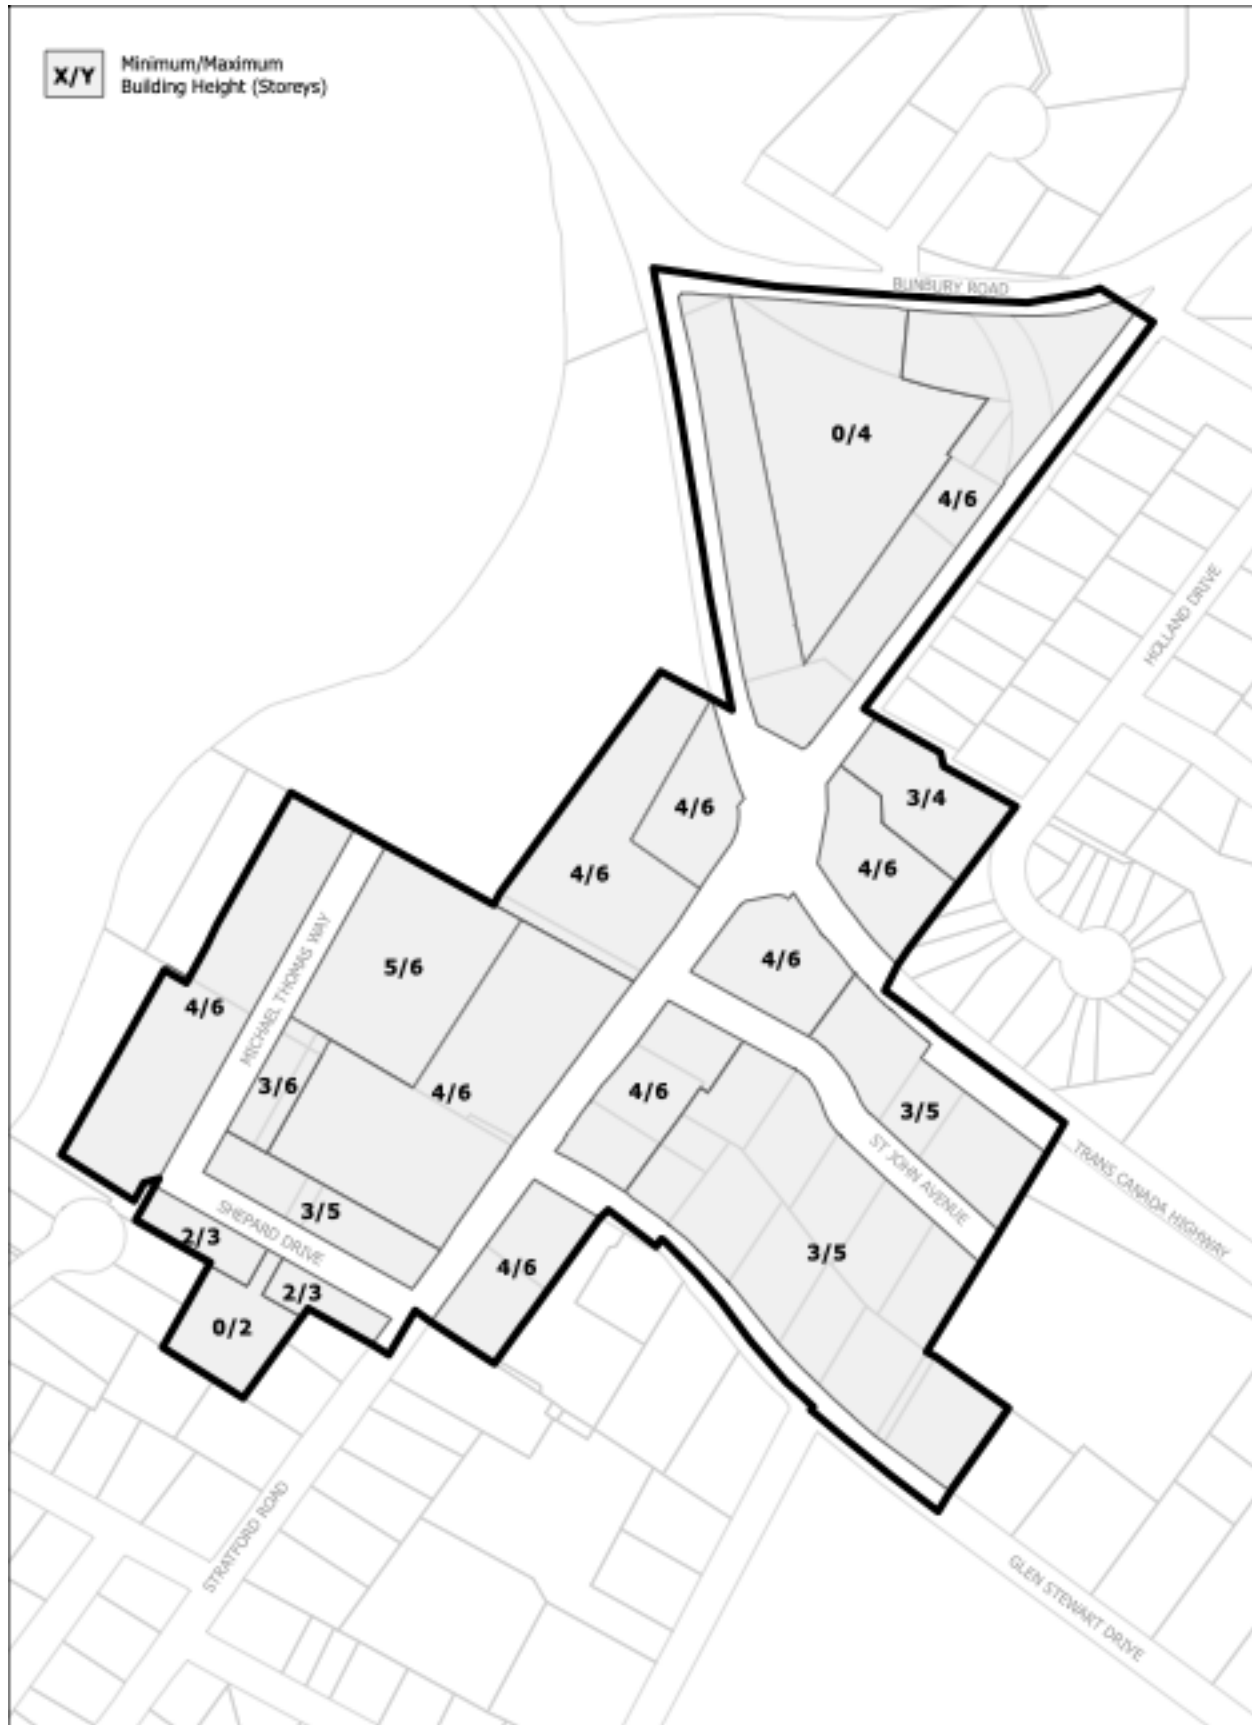 X/Y
Minimum/Maximum
Building Height (Storeys)
BUNBURY ROAD
0/4
4/6
HOLLAND DRIVE
4/6
3/4
4/6
4/6
4/6
5/6
MICHAEL THOMAS WAY
4/6
3/6
4/6
4/6
3/5
ST JOHN AVENUE
TRANS CANADA HIGHWAY
3/5
SHEPARD DRIVE
2/3
3/5
4/6
2/3
0/2
STRATFORD ROAD
GLEN STEWART DRIVE